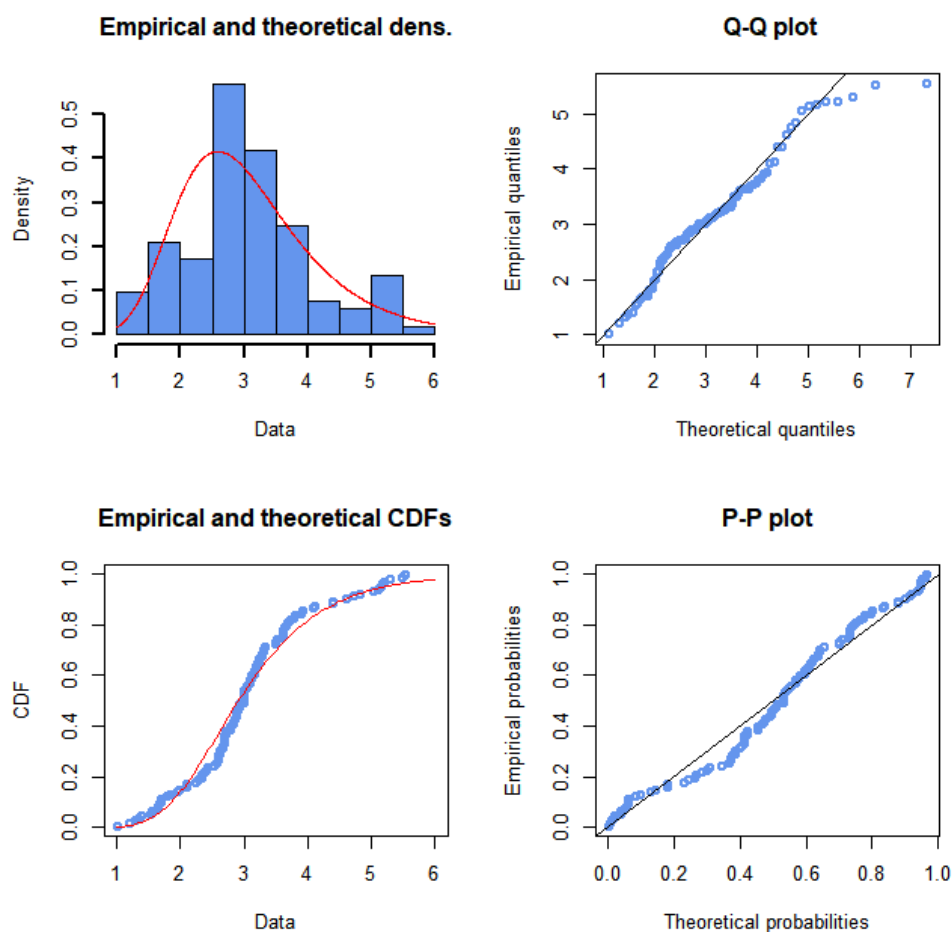 Empirical and theoretical dens.
Density
0.0 0.1 0.2 0.3 0.4 0.5
1 2 3 4 5 6
Data
Q-Q plot
Empirical quantiles
1 2 3 4 5
1 2 3 4 5 6 7
Theoretical quantiles
Empirical and theoretical CDFs
CDF
0.0 0.2 0.4 0.6 0.8 1.0
1 2 3 4 5 6
Data
P-P plot
Empirical probabilities
0.0 0.2 0.4 0.6 0.8 1.0
0.0 0.2 0.4 0.6 0.8 1.0
Theoretical probabilities